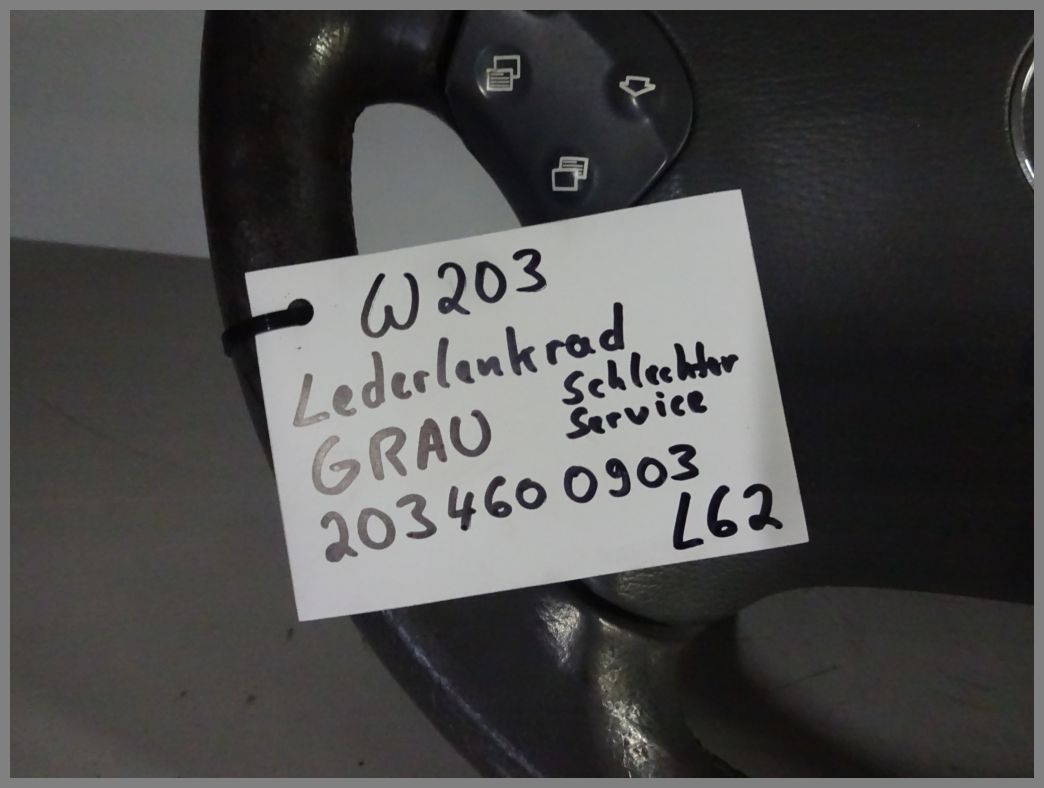 W203
Lederlenkrad
GRAU
Schlechter
Service
203 460 0903
L62